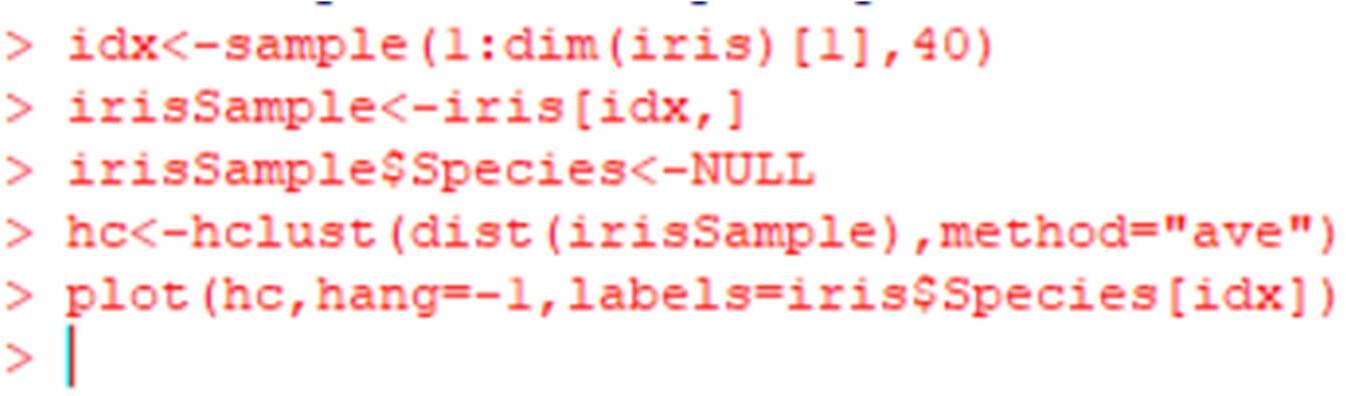 > idx<-sample(1:dim(iris)[1],40)
> irisSample<-iris[idx,]
> irisSample$Species<-NULL
> hc<-hclust(dist(irisSample),method="ave")
> plot(hc,hang=-1,labels=iris$Species[idx])
>